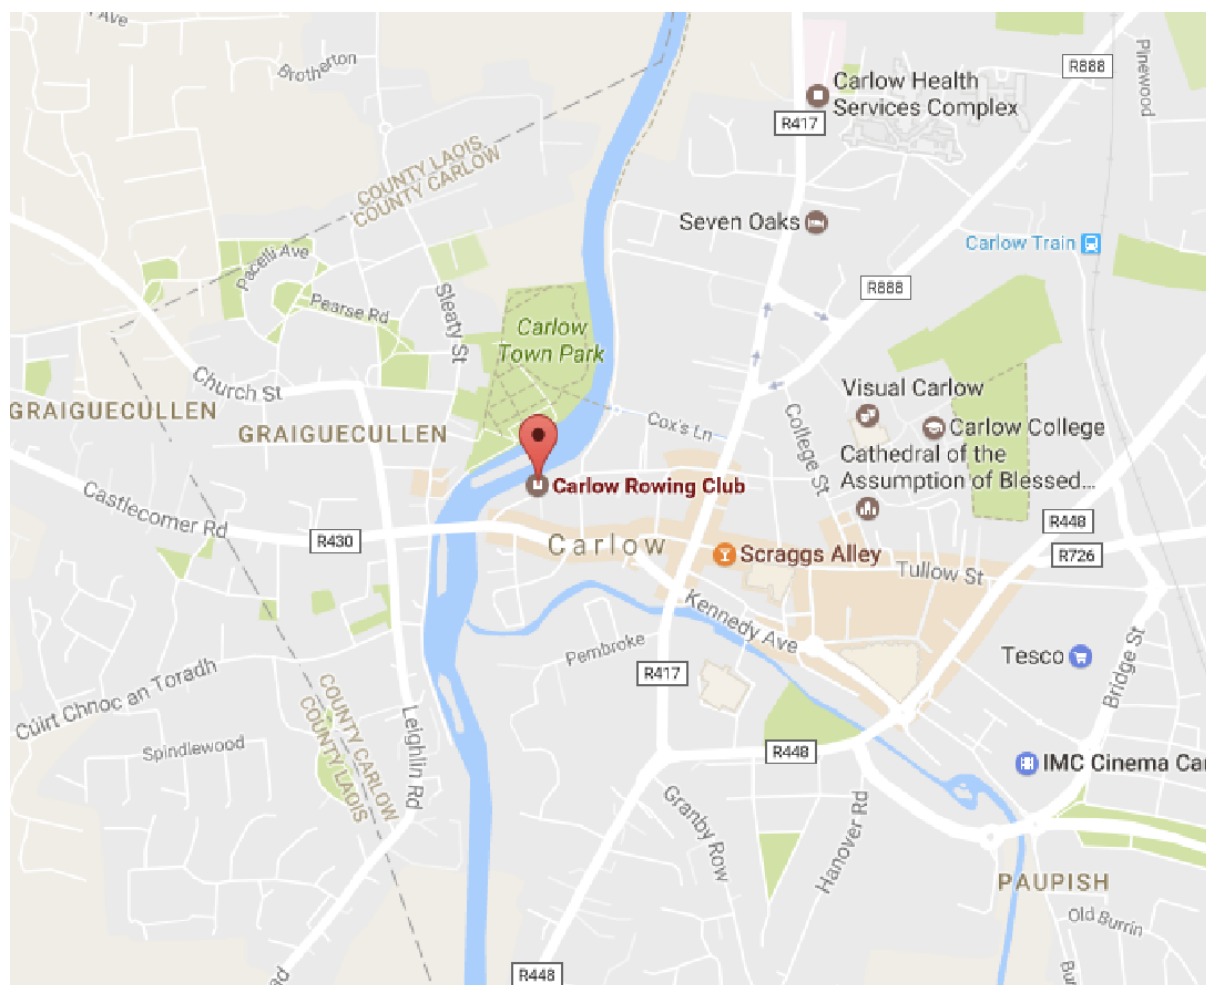 Ave
Brotherton
R888
Pinewood
Carlow Health
Services Complex
R417
COUNTY LAOIS
COUNTY CARLOW
Seven Oaks
Carlow Train
Pacelli Ave
R888
Pearse Rd
Sleaty St
Carlow
Town Park
Church St
Visual Carlow
GRAIGUECULLEN
GRAIGUECULLEN
Cox's Ln
College St
Carlow College
Cathedral of the
Assumption of Blessed...
Carlow Rowing Club
Castlecomer Rd
R448
R430
Carlow
Scraggs Alley
R726
Tullow St
Kennedy Ave
Pembroke
Tesco
Bridge St
R417
Cúirt Chnoc an Toradh
COUNTY CARLOW
COUNTY LAOIS
Leighlin Rd
Spindlewood
R448
IMC Cinema Car
Granby Row
Hanover Rd
PAUPISH
Old Burrin
Bu
Rd
R448